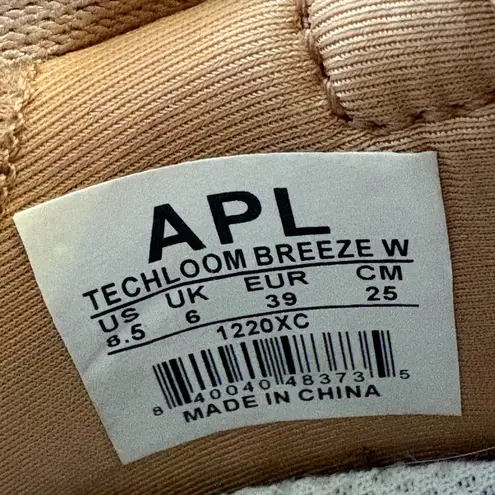 APL
TECHLOOM BREEZE W
US UK EUR CM
8.5 6 39 25
1220XC
8 40040 48373 5
MADE IN CHINA